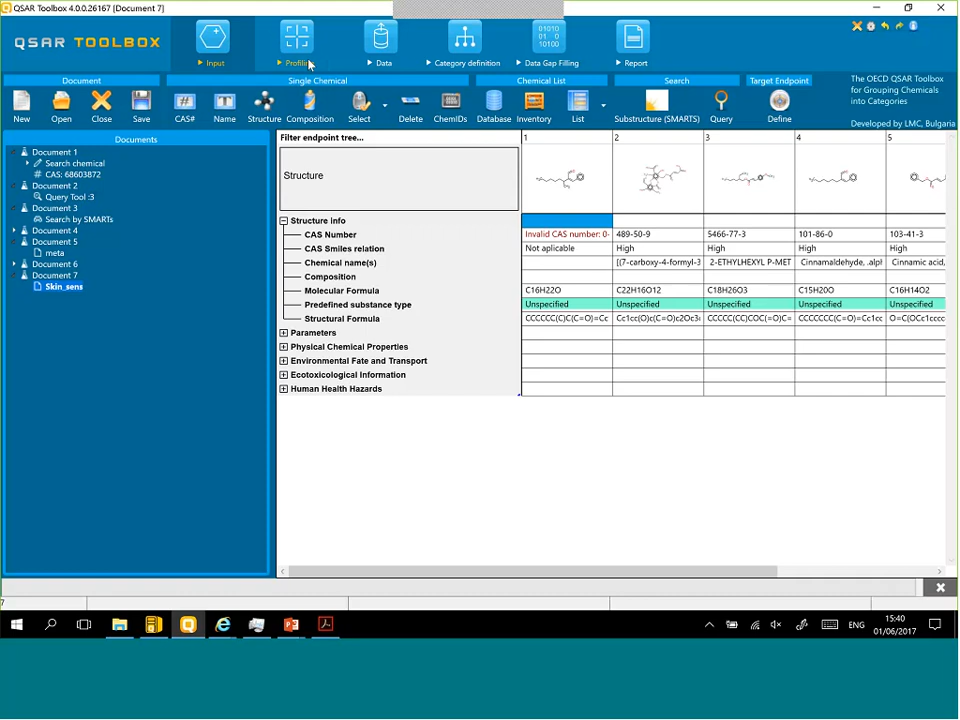 QSAR Toolbox 4.0.0.26167 [Document 7]
QSAR TOOLBOX
Input
Profiling
Data
Category definition
Data Gap Filling
Report
Document
Single Chemical
Chemical List
Search
Target Endpoint
The OECD QSAR Toolbox
for Grouping Chemicals
into Categories
Developed by LMC, Bulgaria
New
Open
Close
Save
CAS#
Name
Structure
Composition
Select
Delete
ChemIDs
Database
Inventory
List
Substructure (SMARTS)
Query
Define
Documents
Document 1
Search chemical
CAS: 68603872
Document 2
Query Tool :3
Document 3
Search by SMARTs
Document 4
Document 5
meta
Document 6
Document 7
Skin_sens
Filter endpoint tree...
1 2 3 4 5
Structure
Structure info
CAS Number Invalid CAS number: 0- 489-50-9 5466-77-3 101-86-0 103-41-3
CAS Smiles relation Not aplicable High High High High
Chemical name(s) [(7-carboxy-4-formyl-3 2-ETHYLHEXYL P-MET Cinnamaldehyde, .alph Cinnamic acid,
Composition
Molecular Formula C16H22O C22H16O12 C18H26O3 C15H20O C16H14O2
Predefined substance type Unspecified Unspecified Unspecified Unspecified Unspecified
Structural Formula CCCCCC(C)C(C=O)=Cc Cc1cc(O)c(C=O)c2Oc3c CCCCC(CC)COC(=O)C= CCCCCCC(C=O)=Cc1cc O=C(OCc1cccc
Parameters
Physical Chemical Properties
Environmental Fate and Transport
Ecotoxicological Information
Human Health Hazards
7
ENG
15:40
01/06/2017